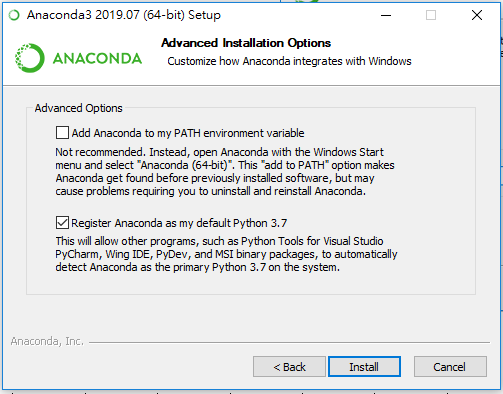 Anaconda3 2019.07 (64-bit) Setup
Advanced Installation Options
Customize how Anaconda integrates with Windows
ANACONDA
Advanced Options
Add Anaconda to my PATH environment variable
Not recommended. Instead, open Anaconda with the Windows Start
menu and select "Anaconda (64-bit)". This "add to PATH" option makes
Anaconda get found before previously installed software, but may
cause problems requiring you to uninstall and reinstall Anaconda.
Register Anaconda as my default Python 3.7
This will allow other programs, such as Python Tools for Visual Studio
PyCharm, Wing IDE, PyDev, and MSI binary packages, to automatically
detect Anaconda as the primary Python 3.7 on the system.
Anaconda, Inc.
< Back
Install
Cancel